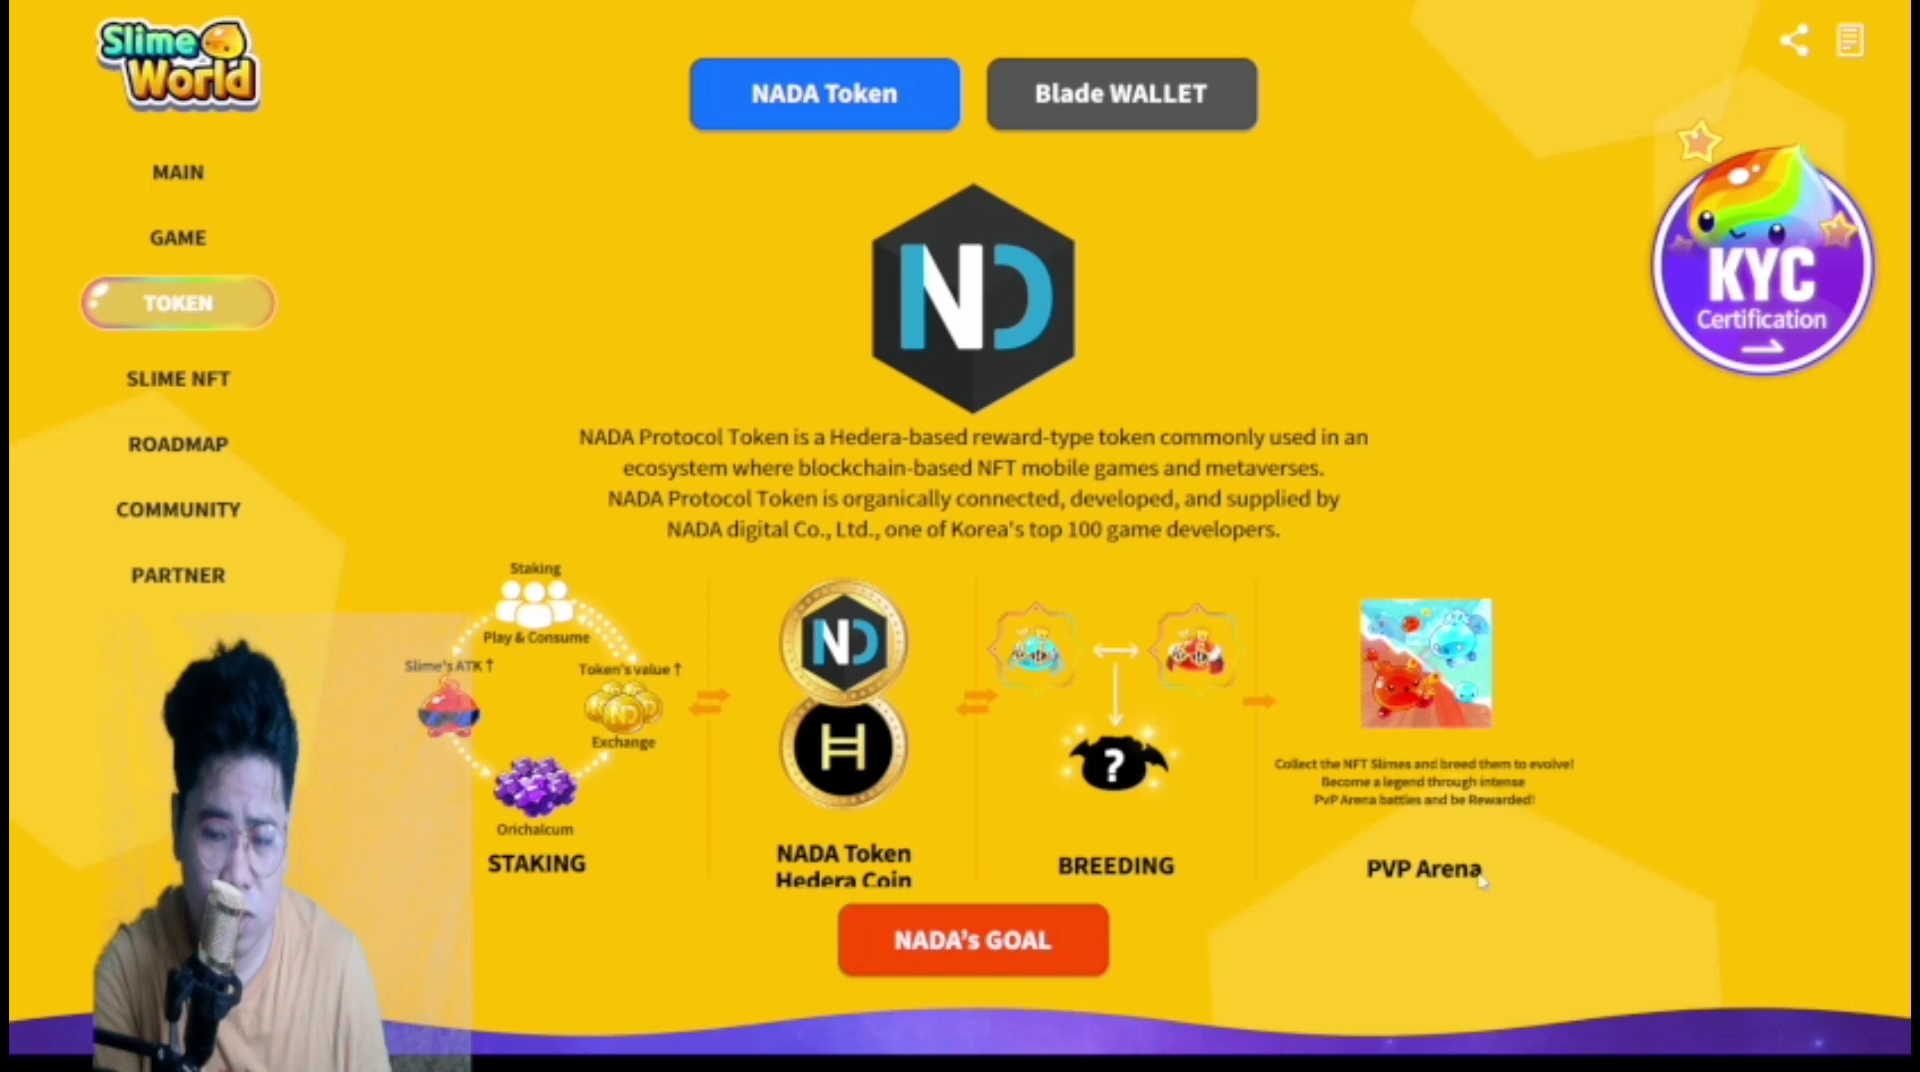 Slime
World
NADA Token
Blade WALLET
MAIN
GAME
TOKEN
SLIME NFT
ROADMAP
COMMUNITY
PARTNER
KYC
Certification
ND
NADA Protocol Token is a Hedera-based reward-type token commonly used in an
ecosystem where blockchain-based NFT mobile games and metaverses.
NADA Protocol Token is organically connected, developed, and supplied by
NADA digital Co., Ltd., one of Korea's top 100 game developers.
Staking
Play & Consume
Slime's ATK ↑
Token's value ↑
Exchange
Orichalcum
STAKING
ND
H
NADA Token
Hedera Coin
?
BREEDING
Collect the NFT Slimes and breed them to evolve!
Become a legend through intense
PvP Arena battles and be Rewarded!
PVP Arena
NADA's GOAL